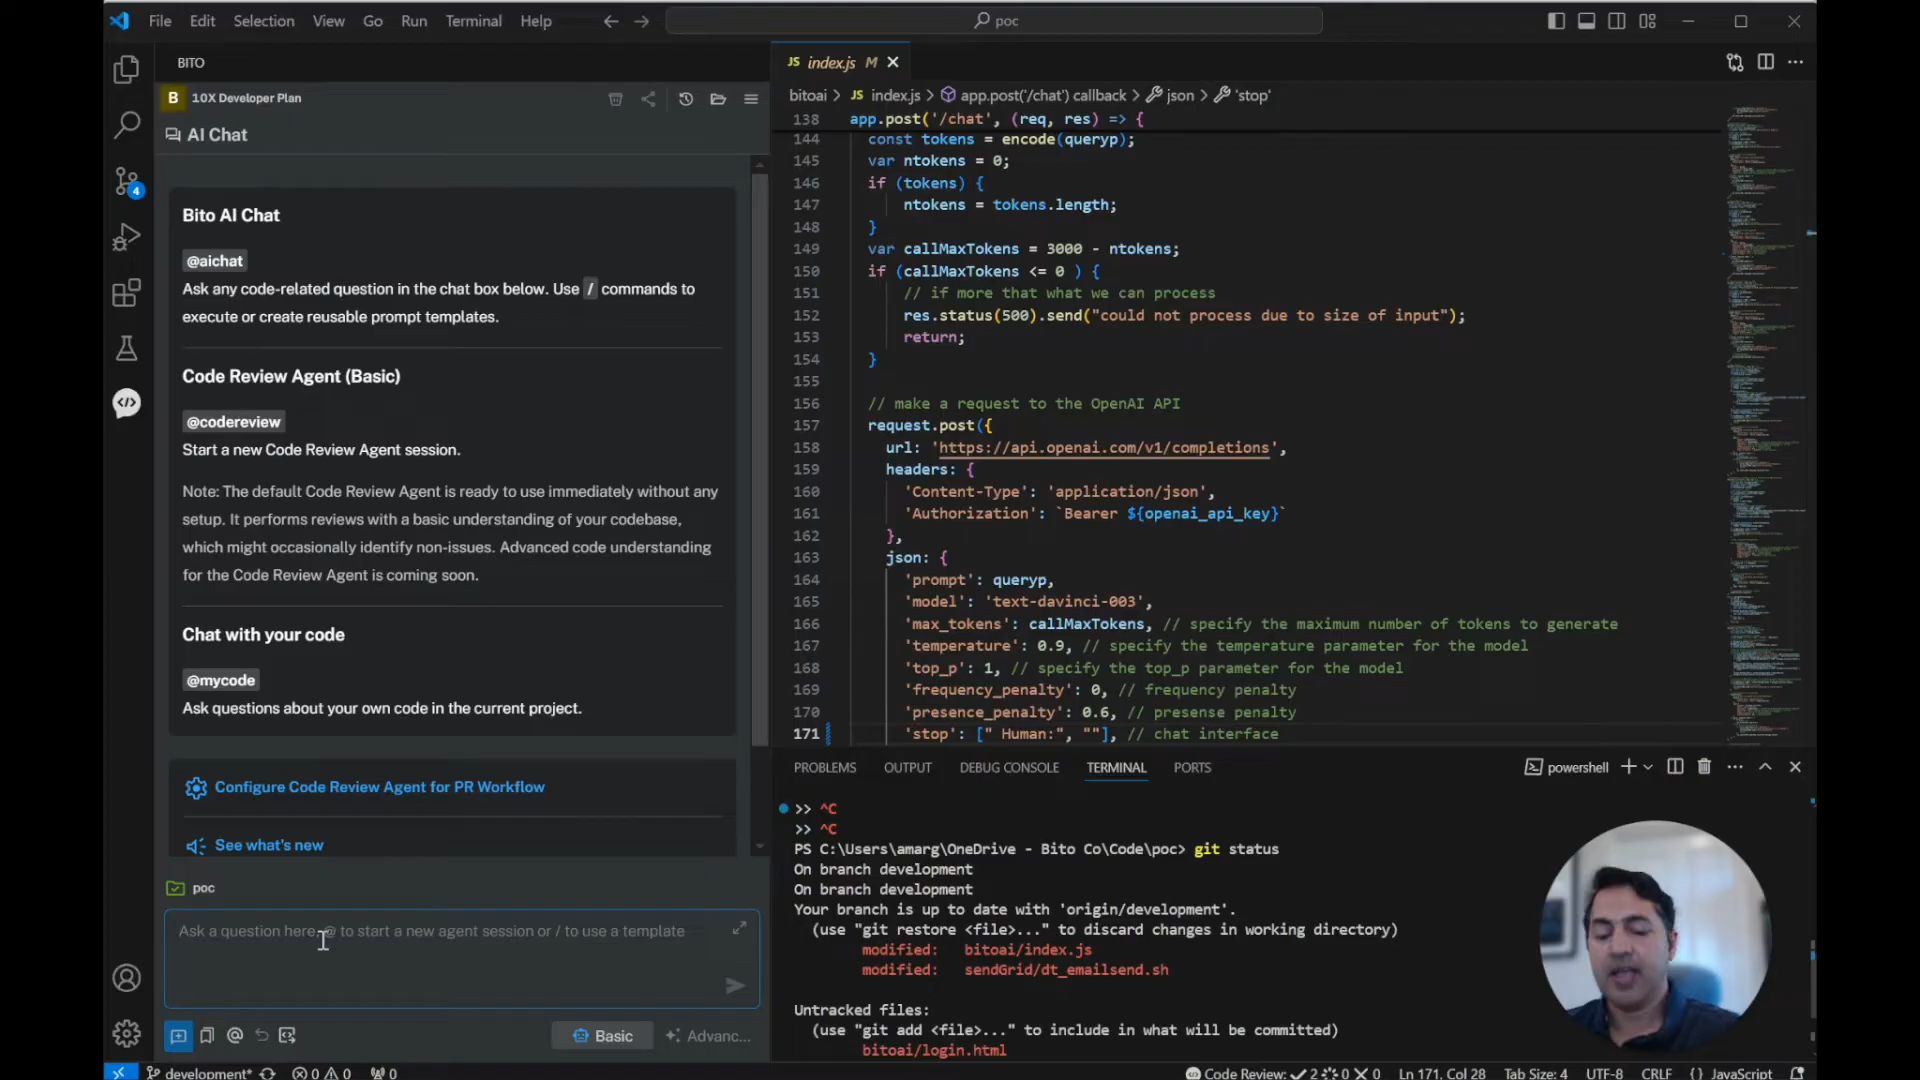 File Edit Selection View Go Run Terminal Help
poc
BITO
B 10X Developer Plan
AI Chat
Bito AI Chat
@aichat
Ask any code-related question in the chat box below. Use / commands to
execute or create reusable prompt templates.
Code Review Agent (Basic)
@codereview
Start a new Code Review Agent session.
Note: The default Code Review Agent is ready to use immediately without any
setup. It performs reviews with a basic understanding of your codebase,
which might occasionally identify non-issues. Advanced code understanding
for the Code Review Agent is coming soon.
Chat with your code
@mycode
Ask questions about your own code in the current project.
Configure Code Review Agent for PR Workflow
See what's new
poc
Ask a question here, @ to start a new agent session or / to use a template
Basic Advanc...
4
JS index.js M
bitoai > JS index.js > app.post('/chat') callback > json > 'stop'
138 app.post('/chat', (req, res) => {
144 const tokens = encode(queryp);
145 var ntokens = 0;
146 if (tokens) {
147 ntokens = tokens.length;
148 }
149 var callMaxTokens = 3000 - ntokens;
150 if (callMaxTokens <= 0 ) {
151 // if more that what we can process
152 res.status(500).send("could not process due to size of input");
153 return;
154 }
155
156 // make a request to the OpenAI API
157 request.post({
158 url: 'https://api.openai.com/v1/completions',
159 headers: {
160 'Content-Type': 'application/json',
161 'Authorization': `Bearer ${openai_api_key}`
162 },
163 json: {
164 'prompt': queryp,
165 'model': 'text-davinci-003',
166 'max_tokens': callMaxTokens, // specify the maximum number of tokens to generate
167 'temperature': 0.9, // specify the temperature parameter for the model
168 'top_p': 1, // specify the top_p parameter for the model
169 'frequency_penalty': 0, // frequency penalty
170 'presence_penalty': 0.6, // presense penalty
171 'stop': [" Human:", ""], // chat interface
PROBLEMS OUTPUT DEBUG CONSOLE TERMINAL PORTS
powershell
>> ^C
>> ^C
PS C:\Users\amarg\OneDrive - Bito Co\Code\poc> git status
On branch development
On branch development
Your branch is up to date with 'origin/development'.
(use "git restore <file>..." to discard changes in working directory)
modified: bitoai/index.js
modified: sendGrid/dt_emailsend.sh
Untracked files:
(use "git add <file>..." to include in what will be committed)
bitoai/login.html
development* 0 0 0
Code Review: 2 0 0 Ln 171, Col 28 Tab Size: 4 UTF-8 CRLF {} JavaScript